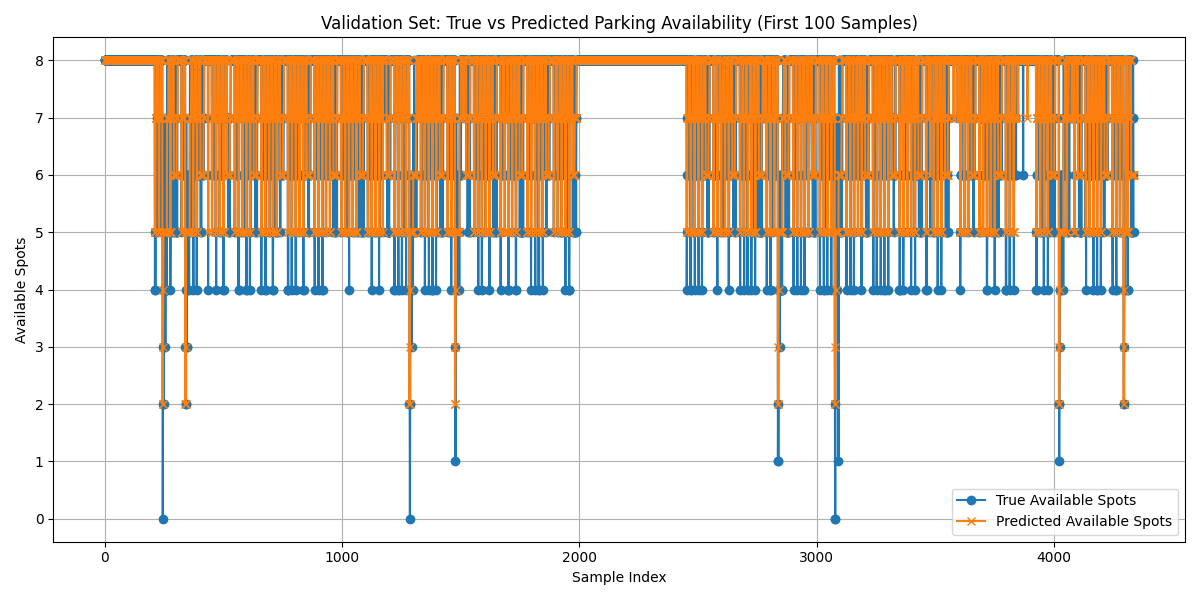 Validation Set: True vs Predicted Parking Availability (First 100 Samples)
Available Spots
8
7
6
5
4
3
2
1
0
0 1000 2000 3000 4000
Sample Index
True Available Spots
Predicted Available Spots